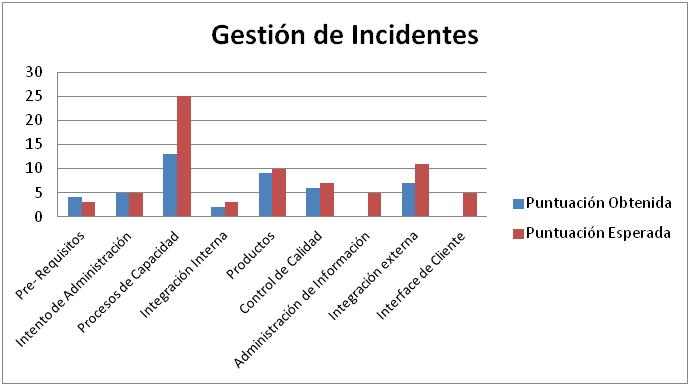 Gestión de Incidentes
30
25
20
15
10
5
0
Pre- Requisitos
Intento de Administración
Procesos de Capacidad
Integración Interna
Productos
Control de Calidad
Administración de Información
Integración externa
Interface de Cliente
Puntuación Obtenida
Puntuación Esperada